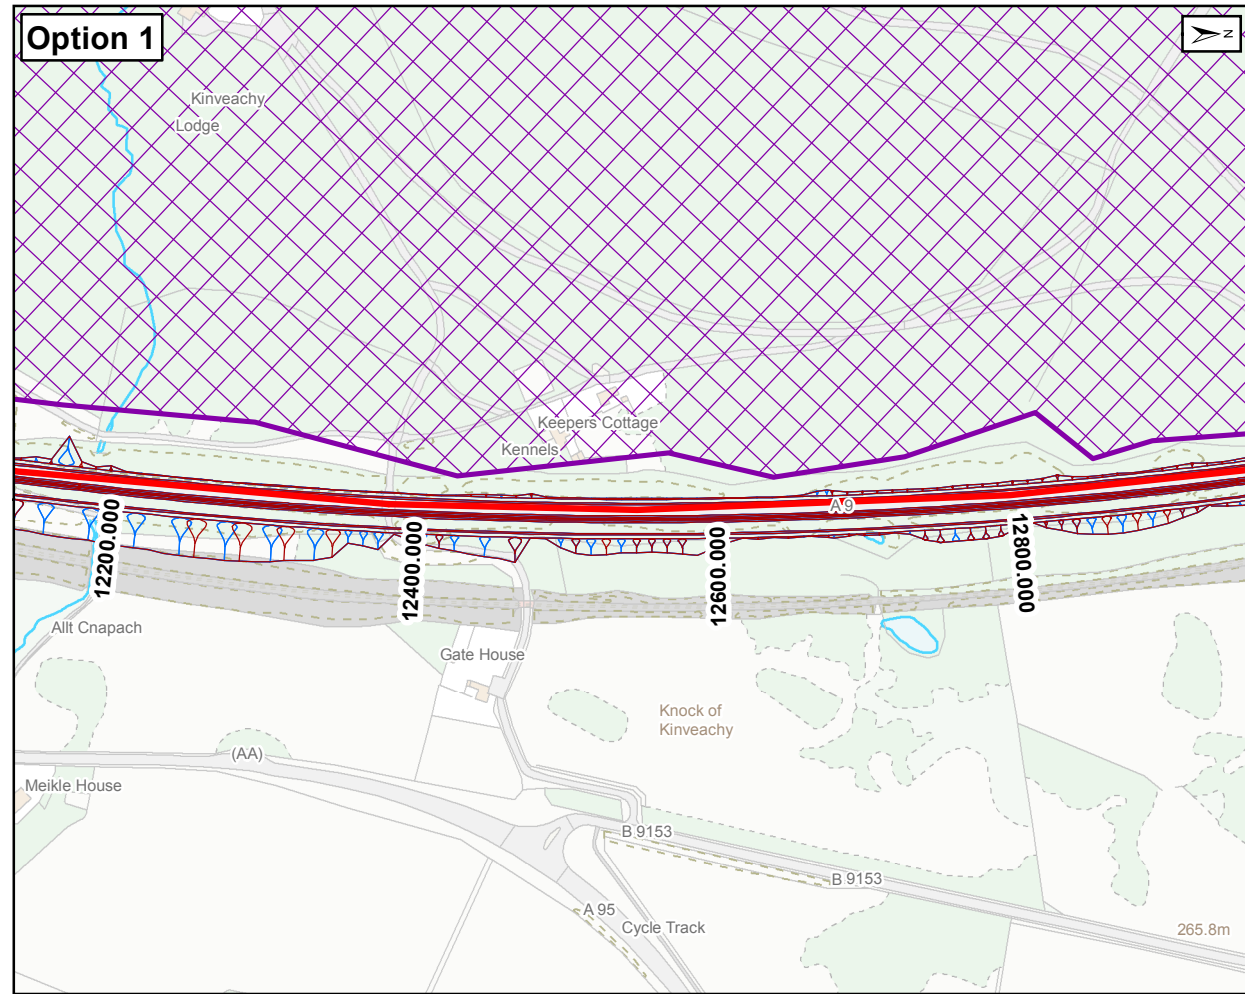 Option 1
N
Kinveachy
Lodge
Keepers Cottage
Kennels
A 9
12200.000
12400.000
12600.000
12800.000
Allt Cnapach
Gate House
Knock of
Kinveachy
(AA)
Meikle House
B 9153
B 9153
A 95
Cycle Track
265.8m